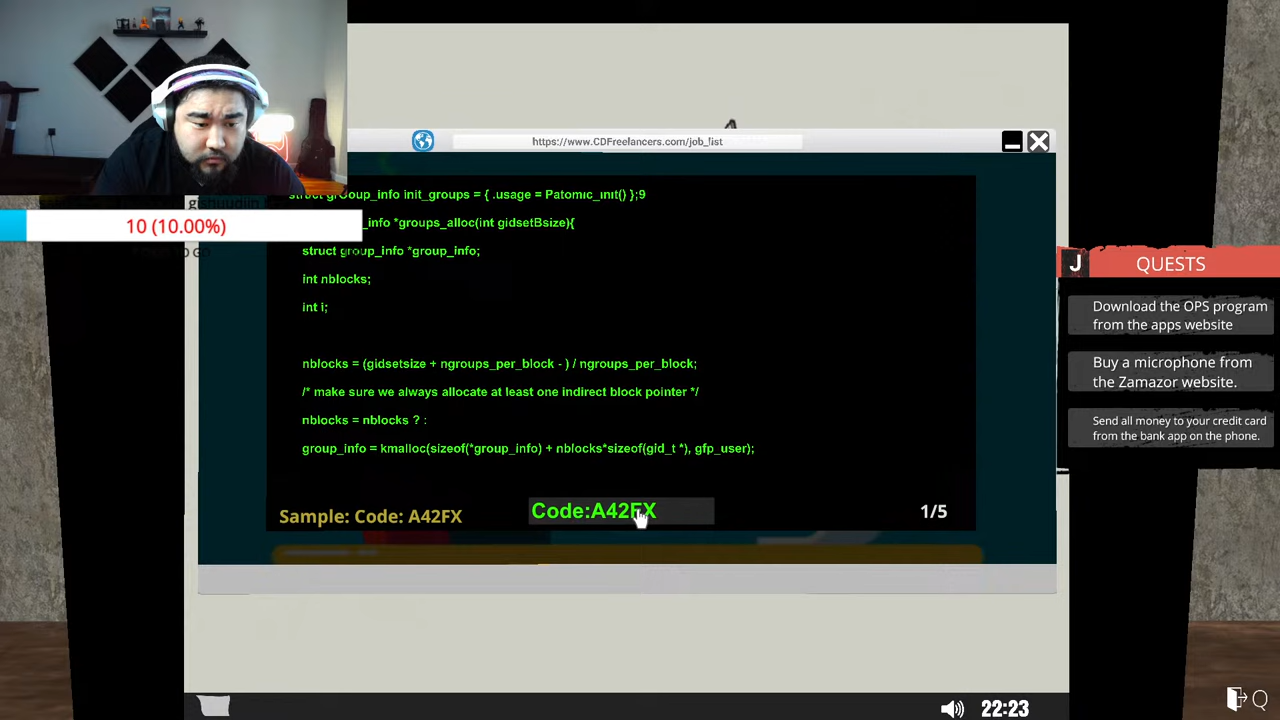 https://www.CDFreelancers.com/job_list
struct grOoup_info init_groups = { .usage = Patomic_init() };9
_info *groups_alloc(int gidsetBsize){
struct group_info *group_info;
int nblocks;
int i;
nblocks = (gidsetsize + ngroups_per_block - ) / ngroups_per_block;
/* make sure we always allocate at least one indirect block pointer */
nblocks = nblocks ? :
group_info = kmalloc(sizeof(*group_info) + nblocks*sizeof(gid_t *), gfp_user);
Sample: Code: A42FX
Code:A42FX
1/5
10 (10.00%)
J
QUESTS
Download the OPS program
from the apps website
Buy a microphone from
the Zamazor website.
Send all money to your credit card
from the bank app on the phone.
22:23
Q